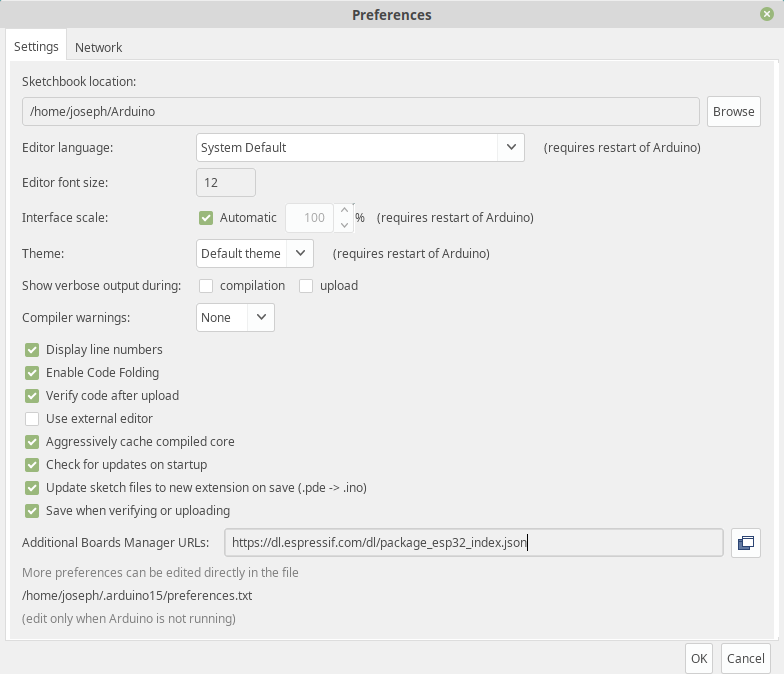 Preferences
Settings Network
Sketchbook location:
/home/joseph/Arduino Browse
Editor language: System Default (requires restart of Arduino)
Editor font size: 12
Interface scale: Automatic 100 % (requires restart of Arduino)
Theme: Default theme (requires restart of Arduino)
Show verbose output during: compilation upload
Compiler warnings: None
Display line numbers
Enable Code Folding
Verify code after upload
Use external editor
Aggressively cache compiled core
Check for updates on startup
Update sketch files to new extension on save (.pde -> .ino)
Save when verifying or uploading
Additional Boards Manager URLs: https://dl.espressif.com/dl/package_esp32_index.json
More preferences can be edited directly in the file
/home/joseph/.arduino15/preferences.txt
(edit only when Arduino is not running)
OK Cancel